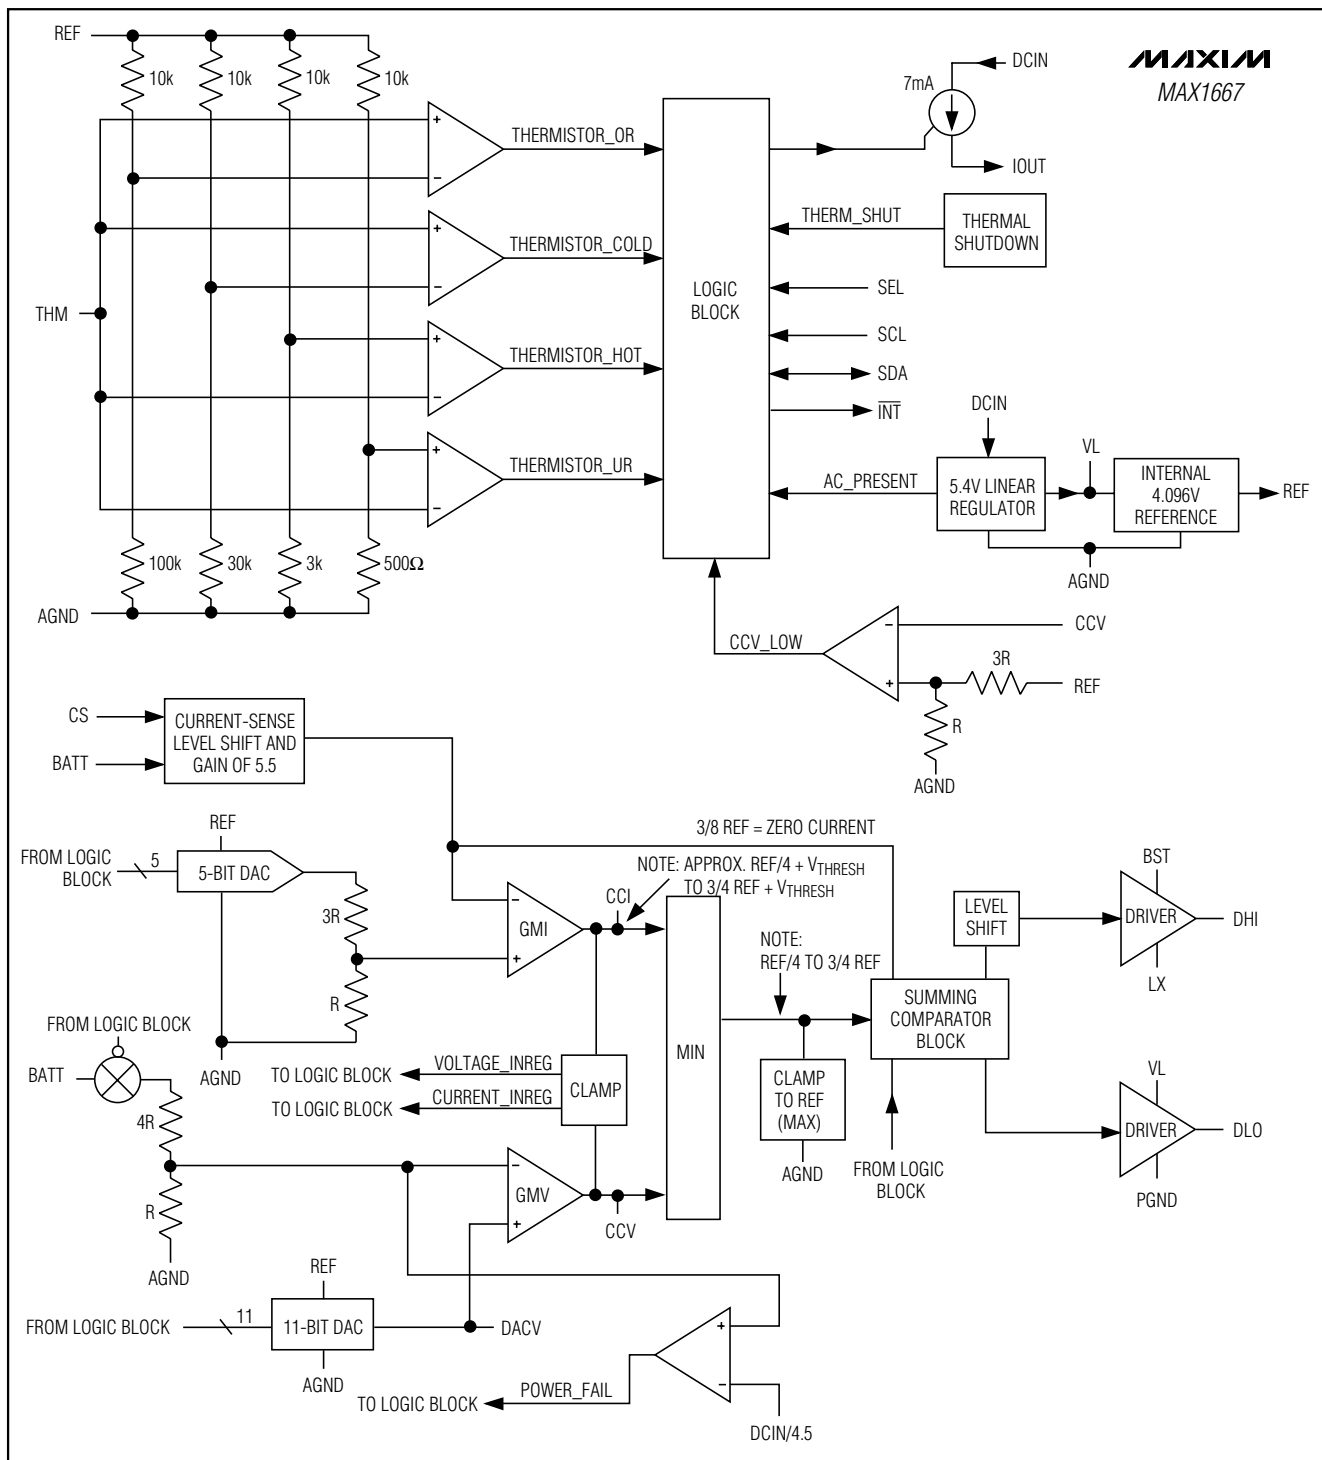 REF
10k
10k
10k
10k
7mA
DCIN
MAXIM
MAX1667
+
−
THERMISTOR_OR
IOUT
+
−
THERMISTOR_COLD
THERM_SHUT
THERMAL
SHUTDOWN
LOGIC
BLOCK
SEL
THM
+
−
THERMISTOR_HOT
SCL
SDA
INT
DCIN
+
−
THERMISTOR_UR
AC_PRESENT
5.4V LINEAR
REGULATOR
VL
INTERNAL
4.096V
REFERENCE
REF
100k
30k
3k
500Ω
AGND
AGND
CCV_LOW
−
+
CCV
3R
REF
R
AGND
CS
BATT
CURRENT-SENSE
LEVEL SHIFT AND
GAIN OF 5.5
REF
FROM LOGIC
BLOCK
5
5-BIT DAC
3R
R
AGND
3/8 REF = ZERO CURRENT
NOTE: APPROX. REF/4 + VTHRESH
TO 3/4 REF + VTHRESH
−
+
GMI
CCI
MIN
NOTE:
REF/4 TO 3/4 REF
LEVEL
SHIFT
BST
DRIVER
DHI
LX
SUMMING
COMPARATOR
BLOCK
FROM LOGIC BLOCK
BATT
4R
R
AGND
TO LOGIC BLOCK
VOLTAGE_INREG
TO LOGIC BLOCK
CURRENT_INREG
CLAMP
CLAMP
TO REF
(MAX)
AGND
FROM LOGIC
BLOCK
VL
DRIVER
DLO
PGND
−
+
GMV
CCV
REF
FROM LOGIC BLOCK
11
11-BIT DAC
DACV
AGND
+
−
TO LOGIC BLOCK
POWER_FAIL
DCIN/4.5